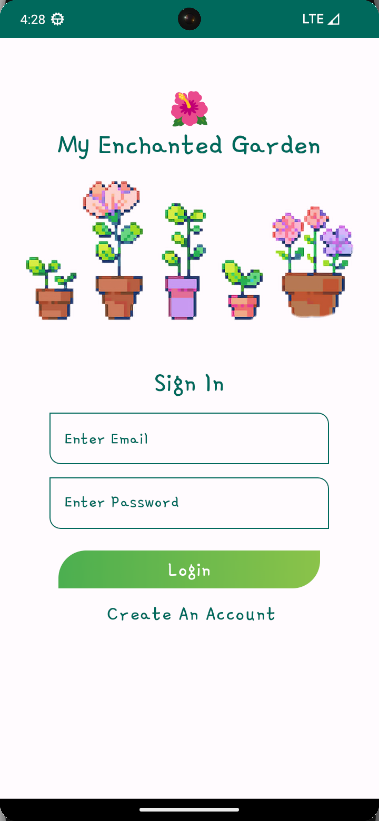 4:28
LTE
My Enchanted Garden
Sign In
Enter Email
Enter Password
Login
Create An Account